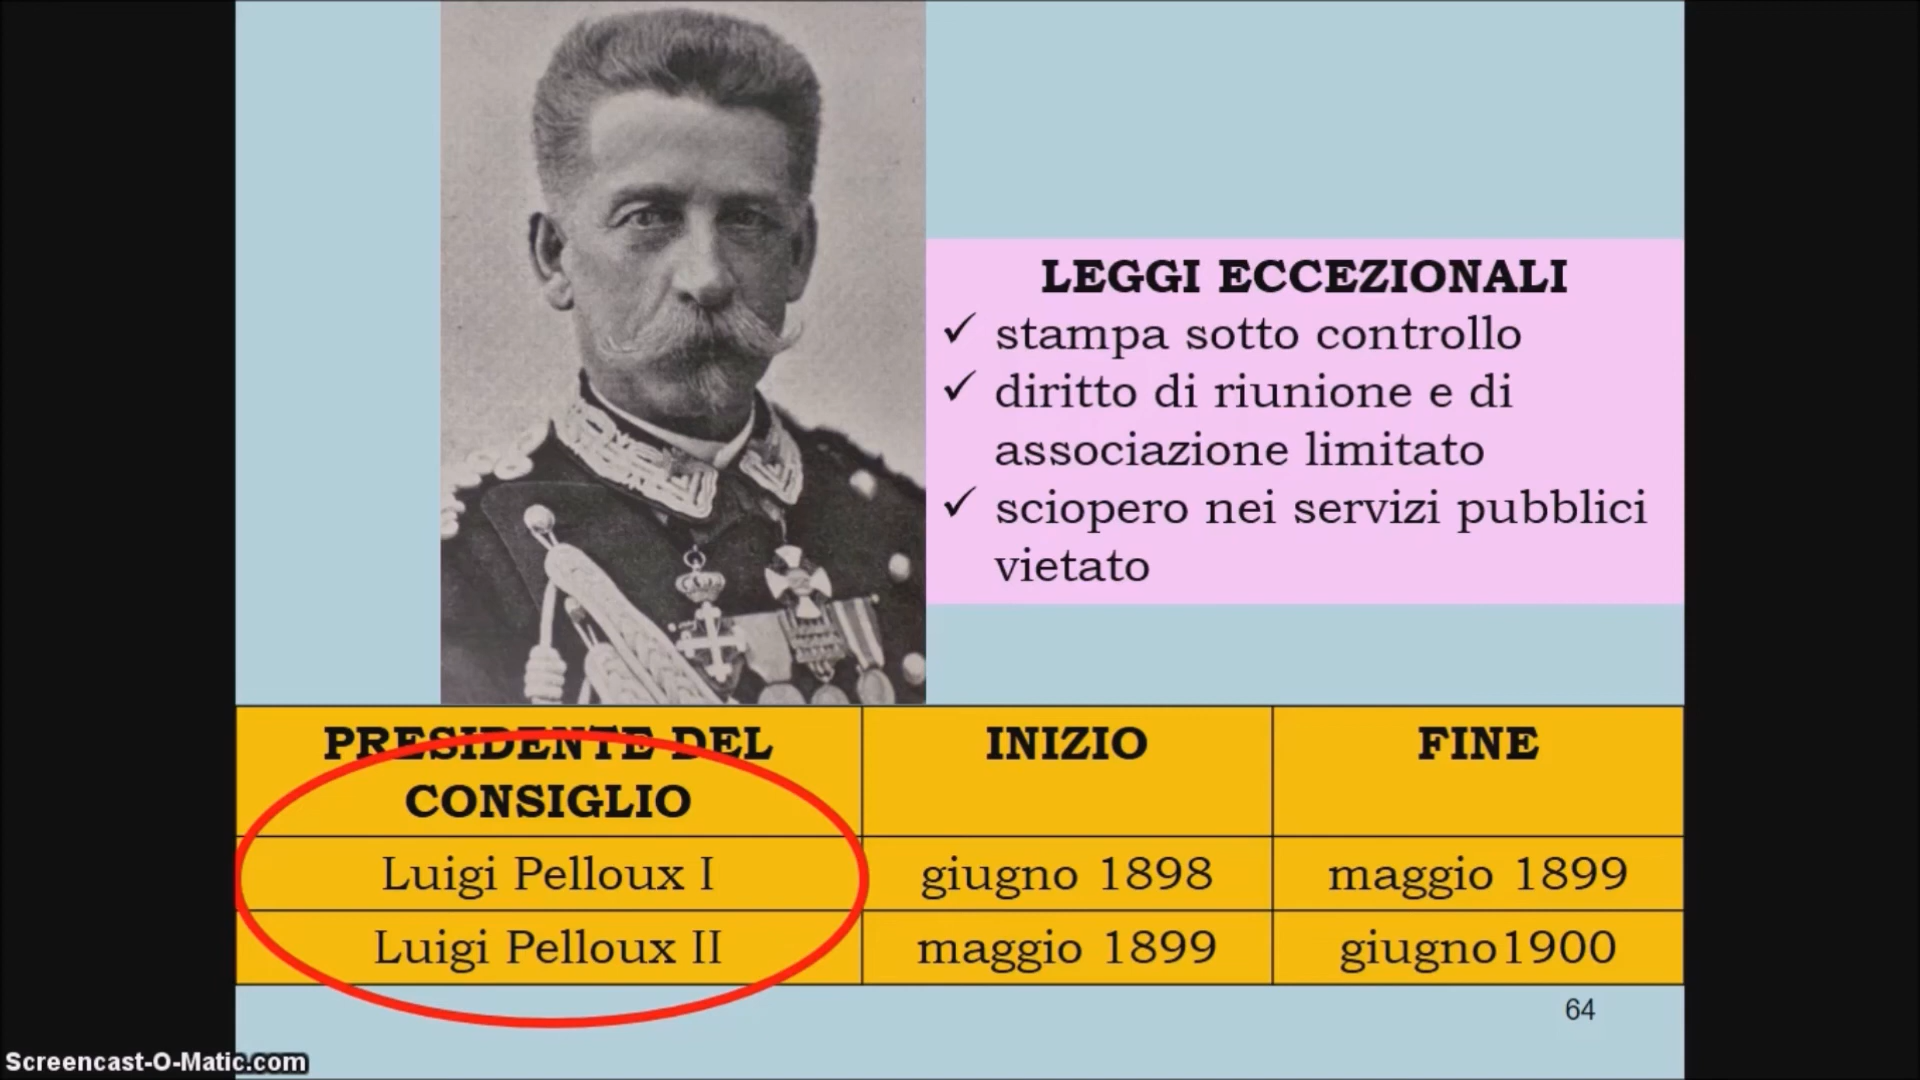 LEGGI ECCEZIONALI
✓ stampa sotto controllo
✓ diritto di riunione e di
associazione limitato
✓ sciopero nei servizi pubblici
vietato
PRESIDENTE DEL
CONSIGLIO
INIZIO
FINE
Luigi Pelloux I
giugno 1898
maggio 1899
Luigi Pelloux II
maggio 1899
giugno1900
64
Screencast-O-Matic.com